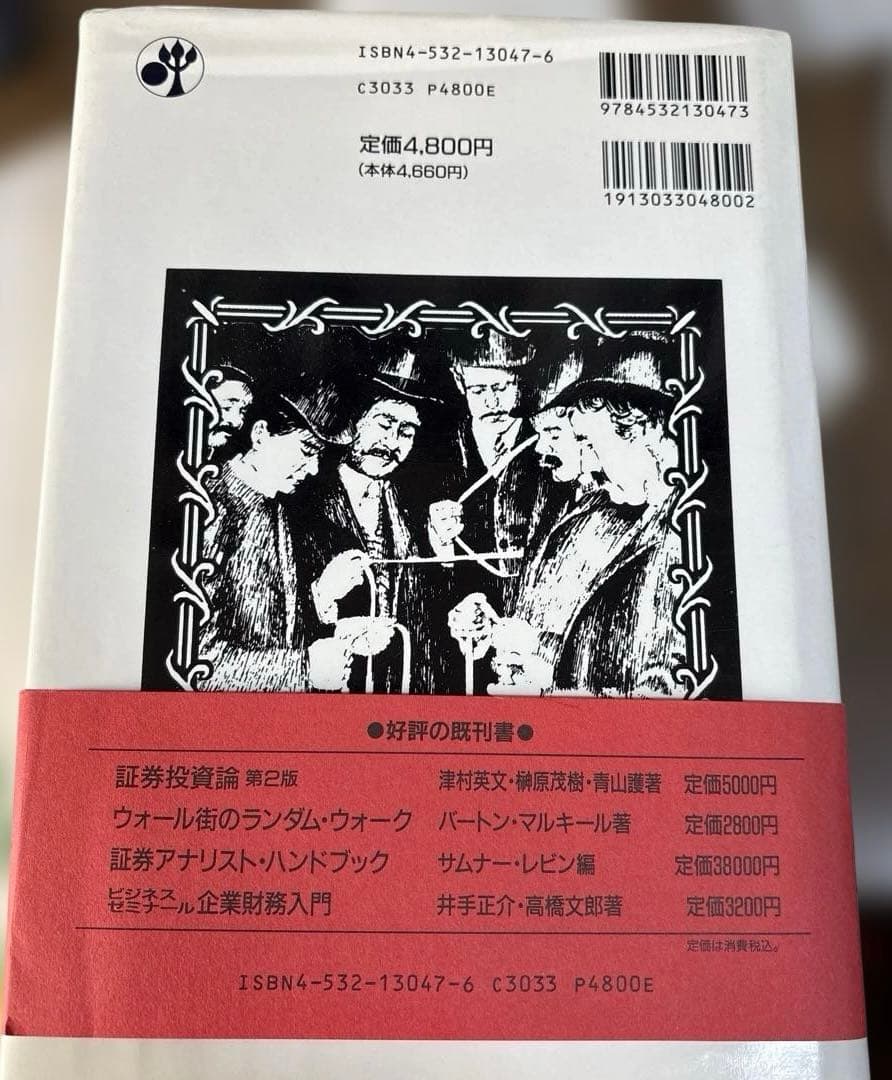 ISBN4-532-13047-6
C3033 P4800E
9784532130473
定価4,800円
(本体4,660円)
1913033048002
●好評の既刊書●
証券投資論 第2版 津村英文・榊原茂樹・青山護著 定価5000円
ウォール街のランダム・ウォーク バートン・マルキール著 定価2800円
証券アナリスト・ハンドブック サムナー・レビン編 定価38000円
ビジネスゼミナール企業財務入門 井手正介・高橋文郎著 定価3200円
定価は消費税込。
ISBN4-532-13047-6 C3033 P4800E